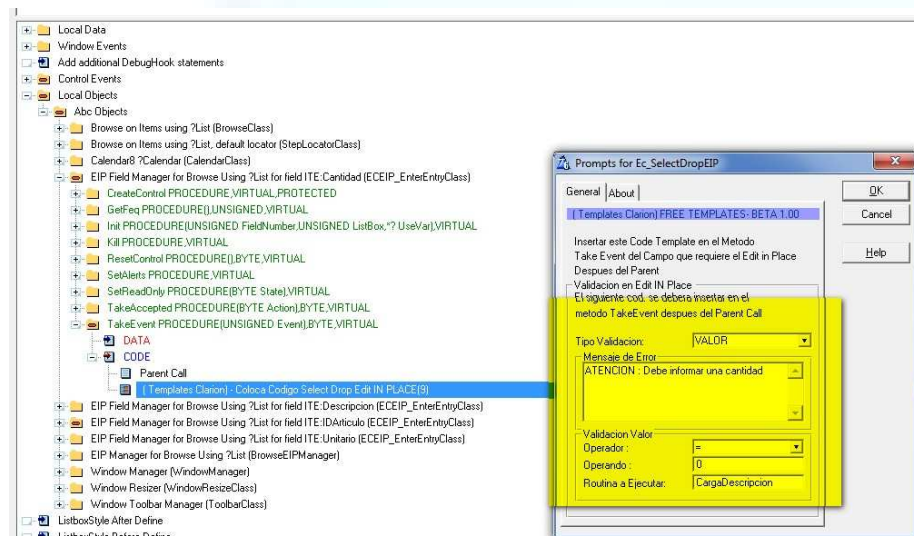 Local Data
Window Events
Add additional DebugHook statements
Control Events
Local Objects
Abc Objects
Browse on Items using ?List (BrowseClass)
Browse on Items using ?List, default locator (StepLocatorClass)
Calendar8 ?Calendar (CalendarClass)
EIP Field Manager for Browse Using ?List for field ITE:Cantidad (ECEIP_EnterEntryClass)
CreateControl PROCEDURE,VIRTUAL,PROTECTED
GetFeq PROCEDURE(),UNSIGNED,VIRTUAL
Init PROCEDURE(UNSIGNED FieldNumber,UNSIGNED ListBox,*? UseVar),VIRTUAL
Kill PROCEDURE,VIRTUAL
ResetControl PROCEDURE(),BYTE,VIRTUAL
SetAlerts PROCEDURE,VIRTUAL
SetReadOnly PROCEDURE(BYTE State),VIRTUAL
TakeAccepted PROCEDURE(BYTE Action),BYTE,VIRTUAL
TakeEvent PROCEDURE(UNSIGNED Event),BYTE,VIRTUAL
DATA
CODE
Parent Call
( Templates Clarion) - Coloca Codigo Select Drop Edit IN PLACE(9)
EIP Field Manager for Browse Using ?List for field ITE:Descripcion (ECEIP_EnterEntryClass)
EIP Field Manager for Browse Using ?List for field ITE:IDArticulo (ECEIP_EnterEntryClass)
EIP Field Manager for Browse Using ?List for field ITE:Unitario (ECEIP_EnterEntryClass)
EIP Manager for Browse Using ?List (BrowseEIPManager)
Window Manager (WindowManager)
Window Resizer (WindowResizeClass)
Window Toolbar Manager (ToolbarClass)
ListboxStyle After Define
ListboxStyle Before Define
Prompts for Ec_SelectDropEIP
General
About
OK
Cancel
Help
( Templates Clarion) FREE TEMPLATES- BETA 1.00
Insertar este Code Template en el Metodo
Take Event del Campo que requiere el Edit in Place
Despues del Parent
Validacion en Edit IN Place
El siguiente cod. se debera insertar en el
metodo TakeEvent despues del Parent Call
Tipo Validacion: VALOR
Mensaje de Error
ATENCION : Debe informar una cantidad
Validacion Valor
Operador : =
Operando : 0
Routina a Ejecutar: CargaDescripcion